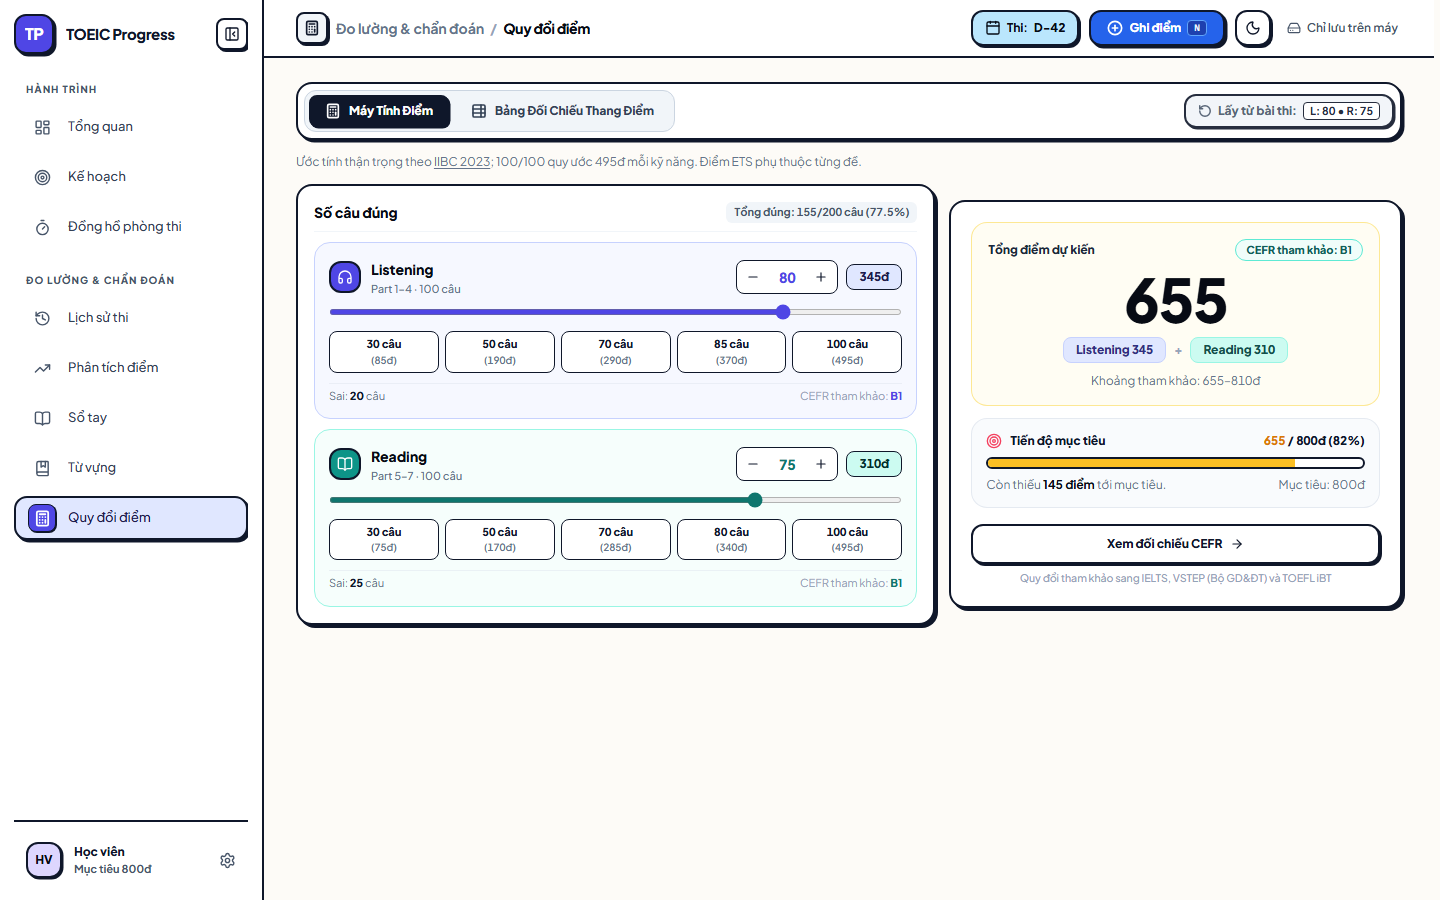 TP
TOEIC Progress
HÀNH TRÌNH
Tổng quan
Kế hoạch
Đồng hồ phòng thi
ĐO LƯỜNG & CHẨN ĐOÁN
Lịch sử thi
Phân tích điểm
Sổ tay
Từ vựng
Quy đổi điểm
HV
Học viên
Mục tiêu 800đ
Đo lường & chẩn đoán / Quy đổi điểm
Thi: D-42
Ghi điểm N
Chỉ lưu trên máy
Máy Tính Điểm
Bảng Đối Chiếu Thang Điểm
Lấy từ bài thi: L: 80 • R: 75
Ước tính thận trọng theo IIBC 2023; 100/100 quy ước 495đ mỗi kỹ năng. Điểm ETS phụ thuộc từng đề.
Số câu đúng
Tổng đúng: 155/200 câu (77.5%)
Listening
Part 1–4 · 100 câu
− 80 +
345đ
30 câu
(85đ)
50 câu
(190đ)
70 câu
(290đ)
85 câu
(370đ)
100 câu
(495đ)
Sai: 20 câu
CEFR tham khảo: B1
Reading
Part 5–7 · 100 câu
− 75 +
310đ
30 câu
(75đ)
50 câu
(170đ)
70 câu
(285đ)
80 câu
(340đ)
100 câu
(495đ)
Sai: 25 câu
CEFR tham khảo: B1
Tổng điểm dự kiến
CEFR tham khảo: B1
655
Listening 345 + Reading 310
Khoảng tham khảo: 655–810đ
Tiến độ mục tiêu
655 / 800đ (82%)
Còn thiếu 145 điểm tới mục tiêu.
Mục tiêu: 800đ
Xem đối chiếu CEFR →
Quy đổi tham khảo sang IELTS, VSTEP (Bộ GD&ĐT) và TOEFL iBT